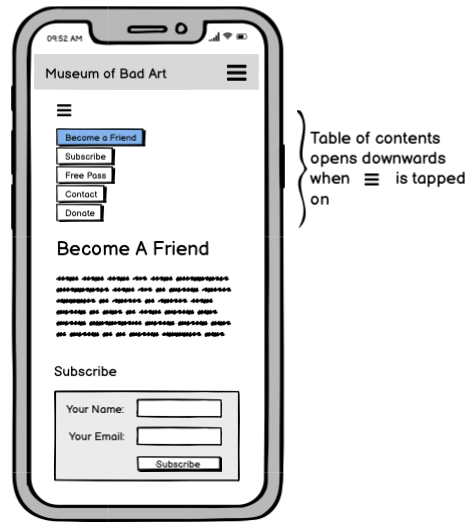 09:52 AM
Museum of Bad Art
Become a Friend
Subscribe
Free Pass
Contact
Donate
Table of contents
opens downwards
when is tapped
on
Become A Friend
Subscribe
Your Name:
Your Email:
Subscribe